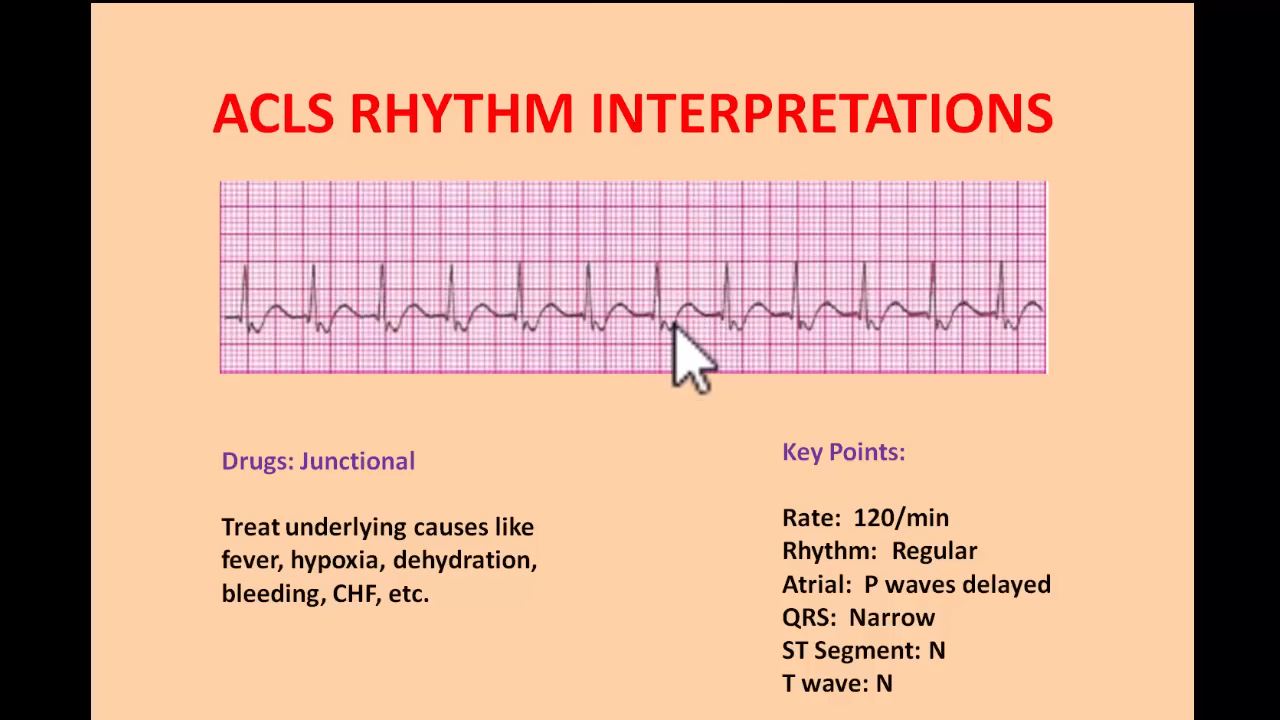 ACLS RHYTHM INTERPRETATIONS
Drugs: Junctional
Treat underlying causes like
fever, hypoxia, dehydration,
bleeding, CHF, etc.
Key Points:
Rate: 120/min
Rhythm: Regular
Atrial: P waves delayed
QRS: Narrow
ST Segment: N
T wave: N